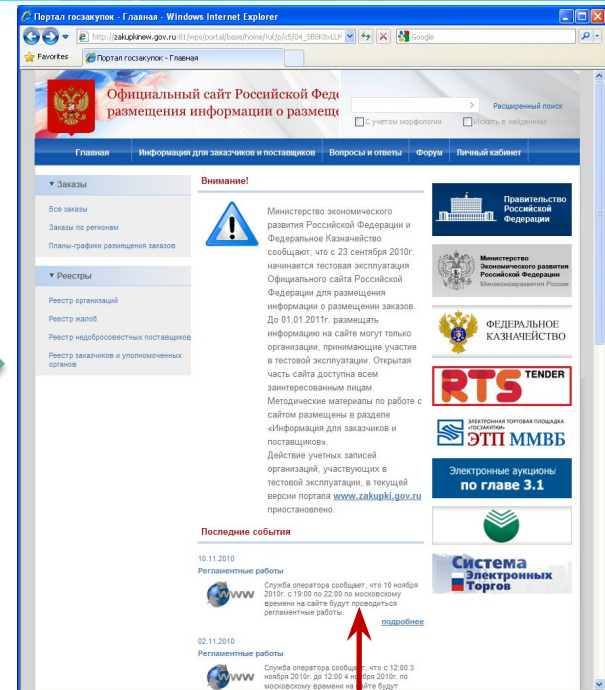 Портал госзакупок - Главная - Windows Internet Explorer
http://zakupkinew.gov.ru:81/wps/portal/base/home/!ut/p/c5/
Google
Favorites
Портал госзакупок - Главная
Официальный сайт Российской Феде
размещения информации о размеще
Расширенный поиск
С учетом морфологии
Искать в найденном
Главная
Информация для заказчиков и поставщиков
Вопросы и ответы
Форум
Личный кабинет
Заказы
Все заказы
Заказы по регионам
Планы-графики размещения заказов
Реестры
Реестр организаций
Реестр жалоб
Реестр недобросовестных поставщиков
Реестр заказчиков и уполномоченных
органов
Внимание!
Министерство экономического
развития Российской Федерации и
Федеральное Казначейство
сообщают, что с 23 сентября 2010г.
начинается тестовая эксплуатация
Официального сайта Российской
Федерации для размещения
информации о размещении заказов.
До 01.01.2011г. размещать
информацию на сайте могут только
организации, принимающие участие
в тестовой эксплуатации. Открытая
часть сайта доступна всем
заинтересованным лицам.
Методические материалы по работе с
сайтом размещены в разделе
«Информация для заказчиков и
поставщиков».
Действие учетных записей
организаций, участвующих в
тестовой эксплуатации, в текущей
версии портала www.zakupki.gov.ru
приостановлено.
Последние события
10.11.2010
Регламентные работы
www
Служба оператора сообщает, что 10 ноября
2010г. с 19:00 по 22:00 по московскому
времени на сайте будут проводиться
регламентные работы.
подробнее
02.11.2010
Регламентные работы
www
Служба оператора сообщает, что с 12:00 3
ноября 2010г. до 12:00 4 ноября 2010г. по
московскому времени на сайте будут
Правительство
Российской
Федерации
Министерство
Экономического развития
Российской Федерации
Минэкономразвития России
ФЕДЕРАЛЬНОЕ
КАЗНАЧЕЙСТВО
RTS TENDER
ЭЛЕКТРОННАЯ ТОРГОВАЯ ПЛОЩАДКА
«ГОСЗАКУПКИ»
ЭТП ММВБ
Электронные аукционы
по главе 3.1
Система
Электронных
Торгов